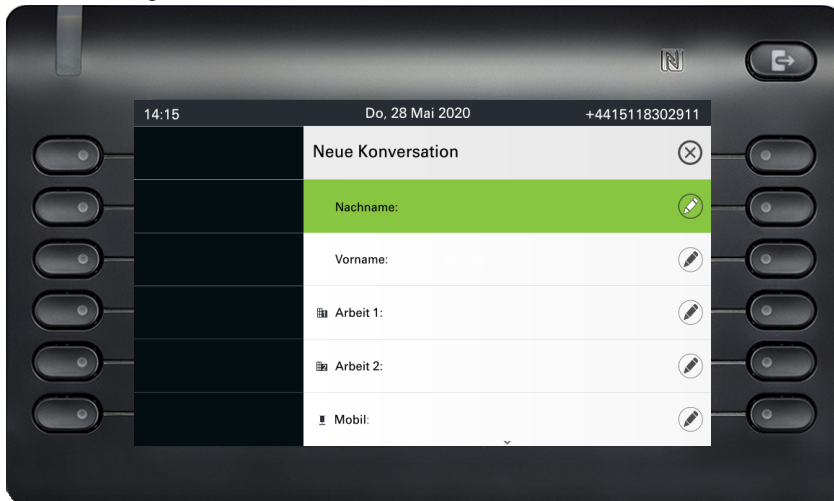 14:15 Do, 28 Mai 2020 +4415118302911
Neue Konversation
Nachname:
Vorname:
Arbeit 1:
Arbeit 2:
Mobil: